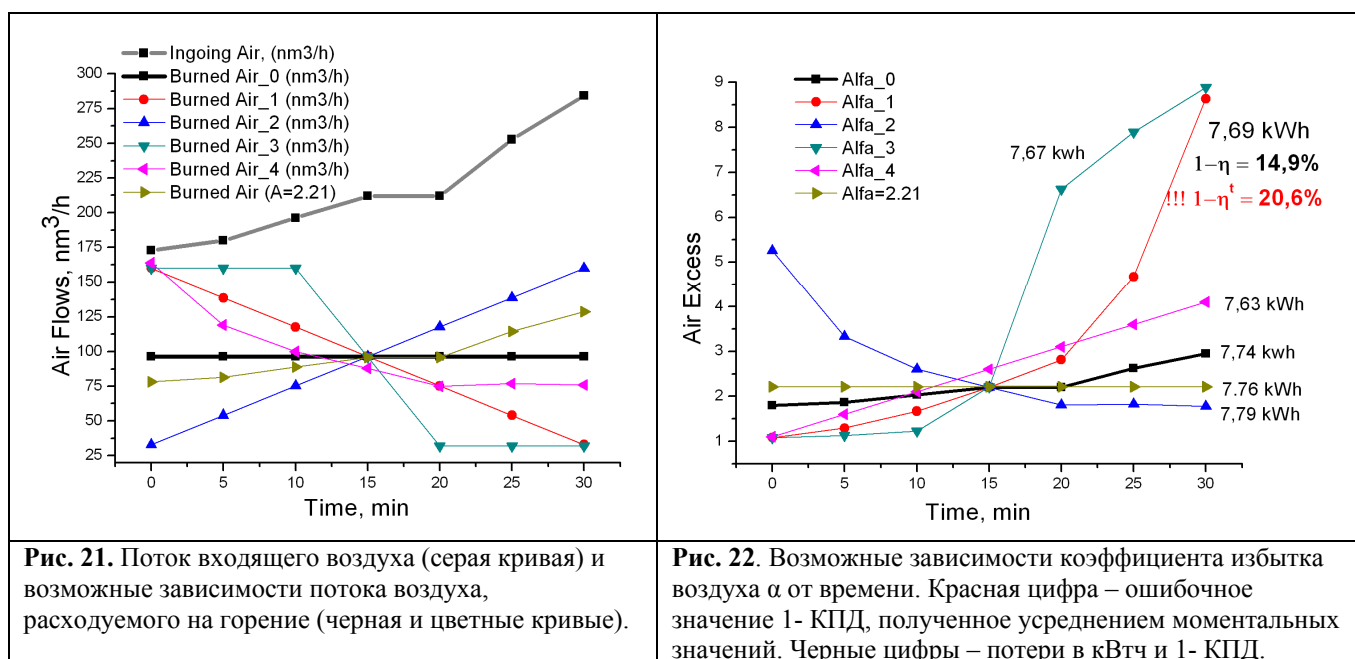 Ingoing Air, (nm3/h)
Burned Air_0 (nm3/h)
Burned Air_1 (nm3/h)
Burned Air_2 (nm3/h)
Burned Air_3 (nm3/h)
Burned Air_4 (nm3/h)
Burned Air (A=2.21)
300
275
250
225
200
175
150
125
100
75
50
25
Air Flows, nm³/h
0 5 10 15 20 25 30
Time, min
Alfa_0
Alfa_1
Alfa_2
Alfa_3
Alfa_4
Alfa=2.21
9
8
7
6
5
4
3
2
1
Air Excess
7,67 kwh
7,69 kWh
1−η = 14,9%
!!! 1−ηᵗ = 20,6%
7,63 kWh
7,74 kwh
7.76 kWh
7,79 kWh
0 5 10 15 20 25 30
Time, min
Рис. 21. Поток входящего воздуха (серая кривая) и
возможные зависимости потока воздуха,
расходуемого на горение (черная и цветные кривые).
Рис. 22. Возможные зависимости коэффициента избытка
воздуха α от времени. Красная цифра – ошибочное
значение 1- КПД, полученное усреднением моментальных
значений. Черные цифры – потери в кВтч и 1- КПД.